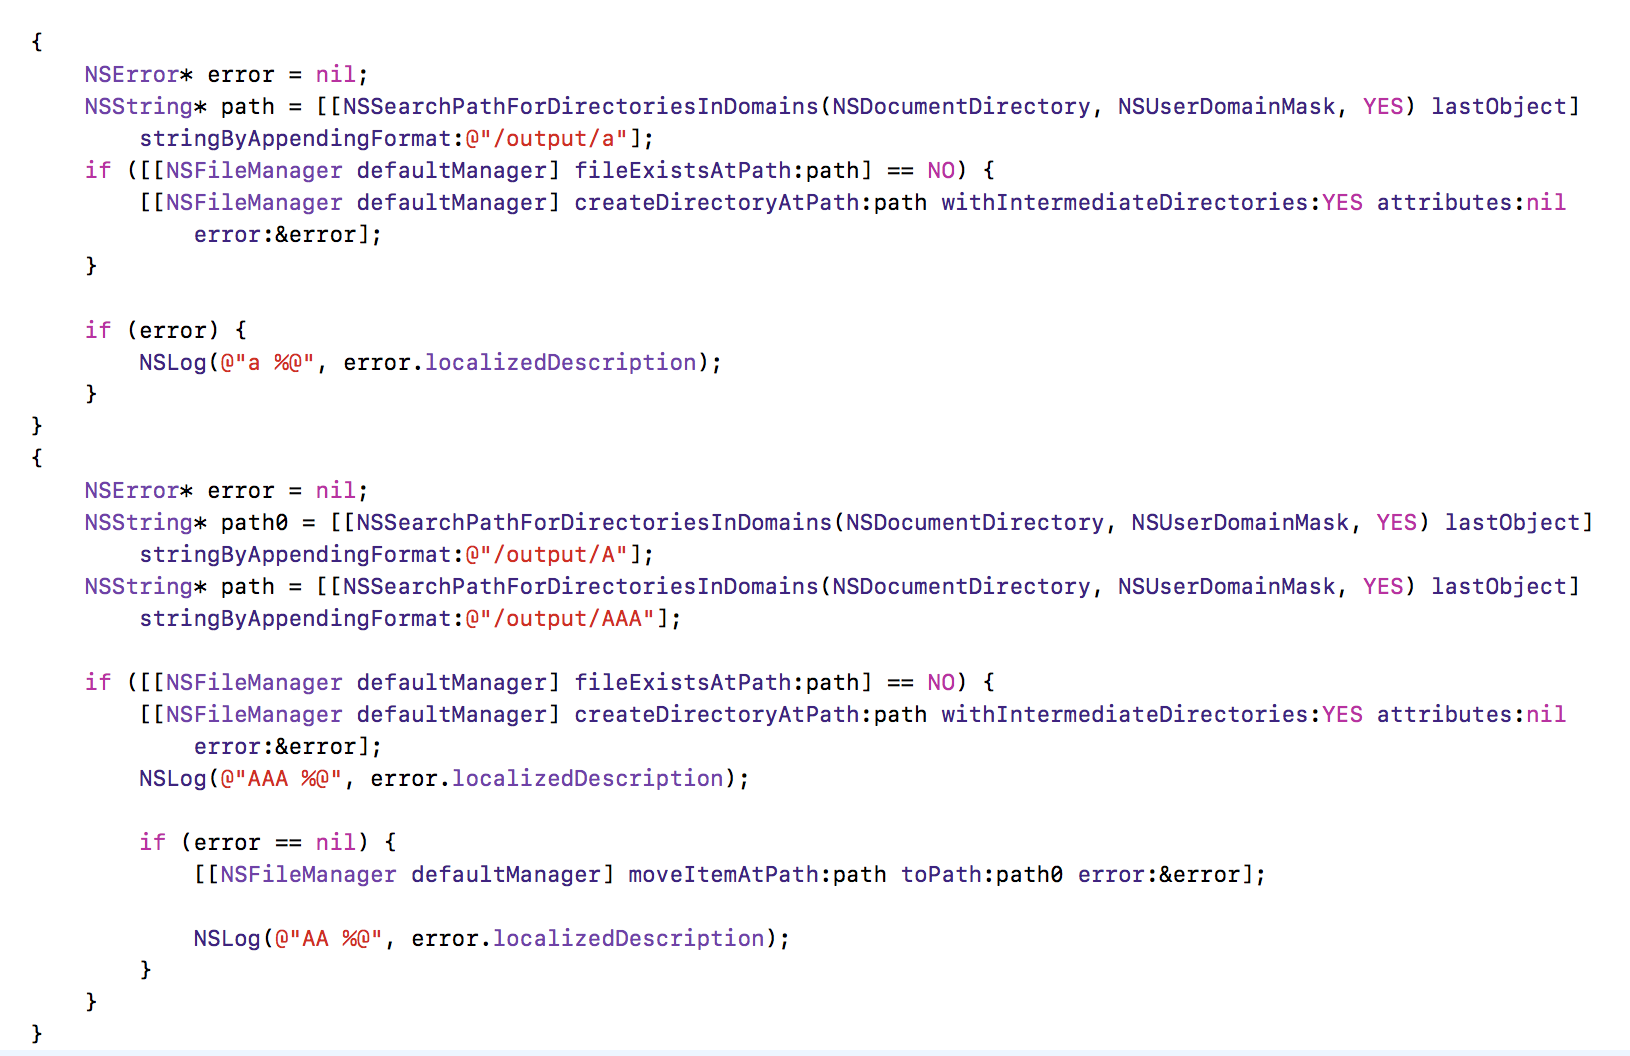 {
    NSError* error = nil;
    NSString* path = [[NSSearchPathForDirectoriesInDomains(NSDocumentDirectory, NSUserDomainMask, YES) lastObject]
        stringByAppendingFormat:@"/output/a"];
    if ([[NSFileManager defaultManager] fileExistsAtPath:path] == NO) {
        [[NSFileManager defaultManager] createDirectoryAtPath:path withIntermediateDirectories:YES attributes:nil
            error:&error];
    }

    if (error) {
        NSLog(@"a %@", error.localizedDescription);
    }
}
{
    NSError* error = nil;
    NSString* path0 = [[NSSearchPathForDirectoriesInDomains(NSDocumentDirectory, NSUserDomainMask, YES) lastObject]
        stringByAppendingFormat:@"/output/A"];
    NSString* path = [[NSSearchPathForDirectoriesInDomains(NSDocumentDirectory, NSUserDomainMask, YES) lastObject]
        stringByAppendingFormat:@"/output/AAA"];

    if ([[NSFileManager defaultManager] fileExistsAtPath:path] == NO) {
        [[NSFileManager defaultManager] createDirectoryAtPath:path withIntermediateDirectories:YES attributes:nil
            error:&error];
        NSLog(@"AAA %@", error.localizedDescription);

        if (error == nil) {
            [[NSFileManager defaultManager] moveItemAtPath:path toPath:path0 error:&error];

            NSLog(@"AA %@", error.localizedDescription);
        }
    }
}